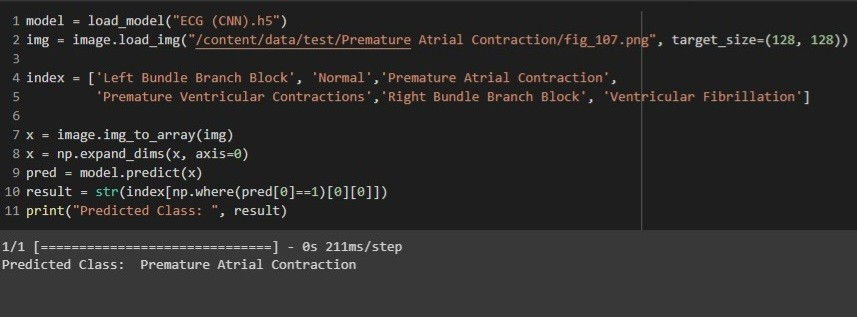 1 model = load_model("ECG (CNN).h5")
2 img = image.load_img("/content/data/test/Premature Atrial Contraction/fig_107.png", target_size=(128, 128))
3
4 index = ['Left Bundle Branch Block', 'Normal','Premature Atrial Contraction',
5 'Premature Ventricular Contractions','Right Bundle Branch Block', 'Ventricular Fibrillation']
6
7 x = image.img_to_array(img)
8 x = np.expand_dims(x, axis=0)
9 pred = model.predict(x)
10 result = str(index[np.where(pred[0]==1)[0][0]])
11 print("Predicted Class: ", result)
1/1 [==============================] - 0s 211ms/step
Predicted Class:  Premature Atrial Contraction